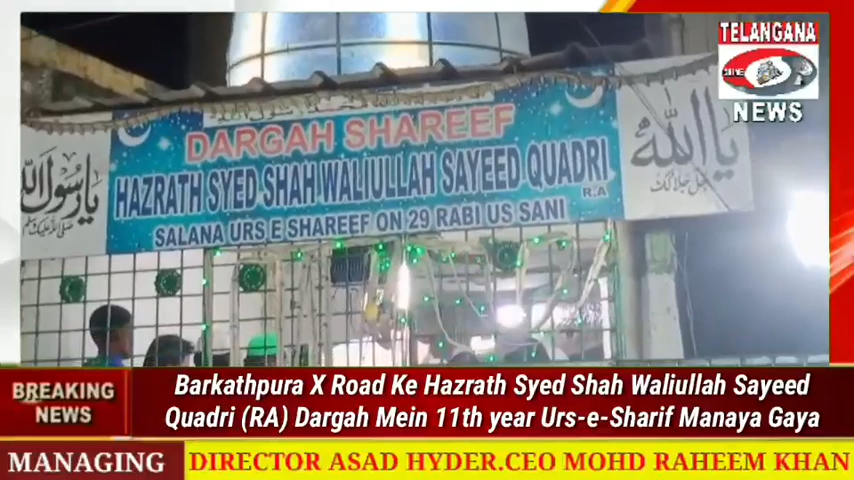 TELANGANA
NEWS
DARGAH SHAREEF
HAZRATH SYED SHAH WALIULLAH SAYEED QUADRI
R.A
SALANA URS E SHAREEF ON 29 RABI US SANI
یا رسول اللہ
یا اللہ
جل جلالک
BREAKING
NEWS
Barkathpura X Road Ke Hazrath Syed Shah Waliullah Sayeed
Quadri (RA) Dargah Mein 11th year Urs-e-Sharif Manaya Gaya
MANAGING
DIRECTOR ASAD HYDER.CEO MOHD RAHEEM KHAN